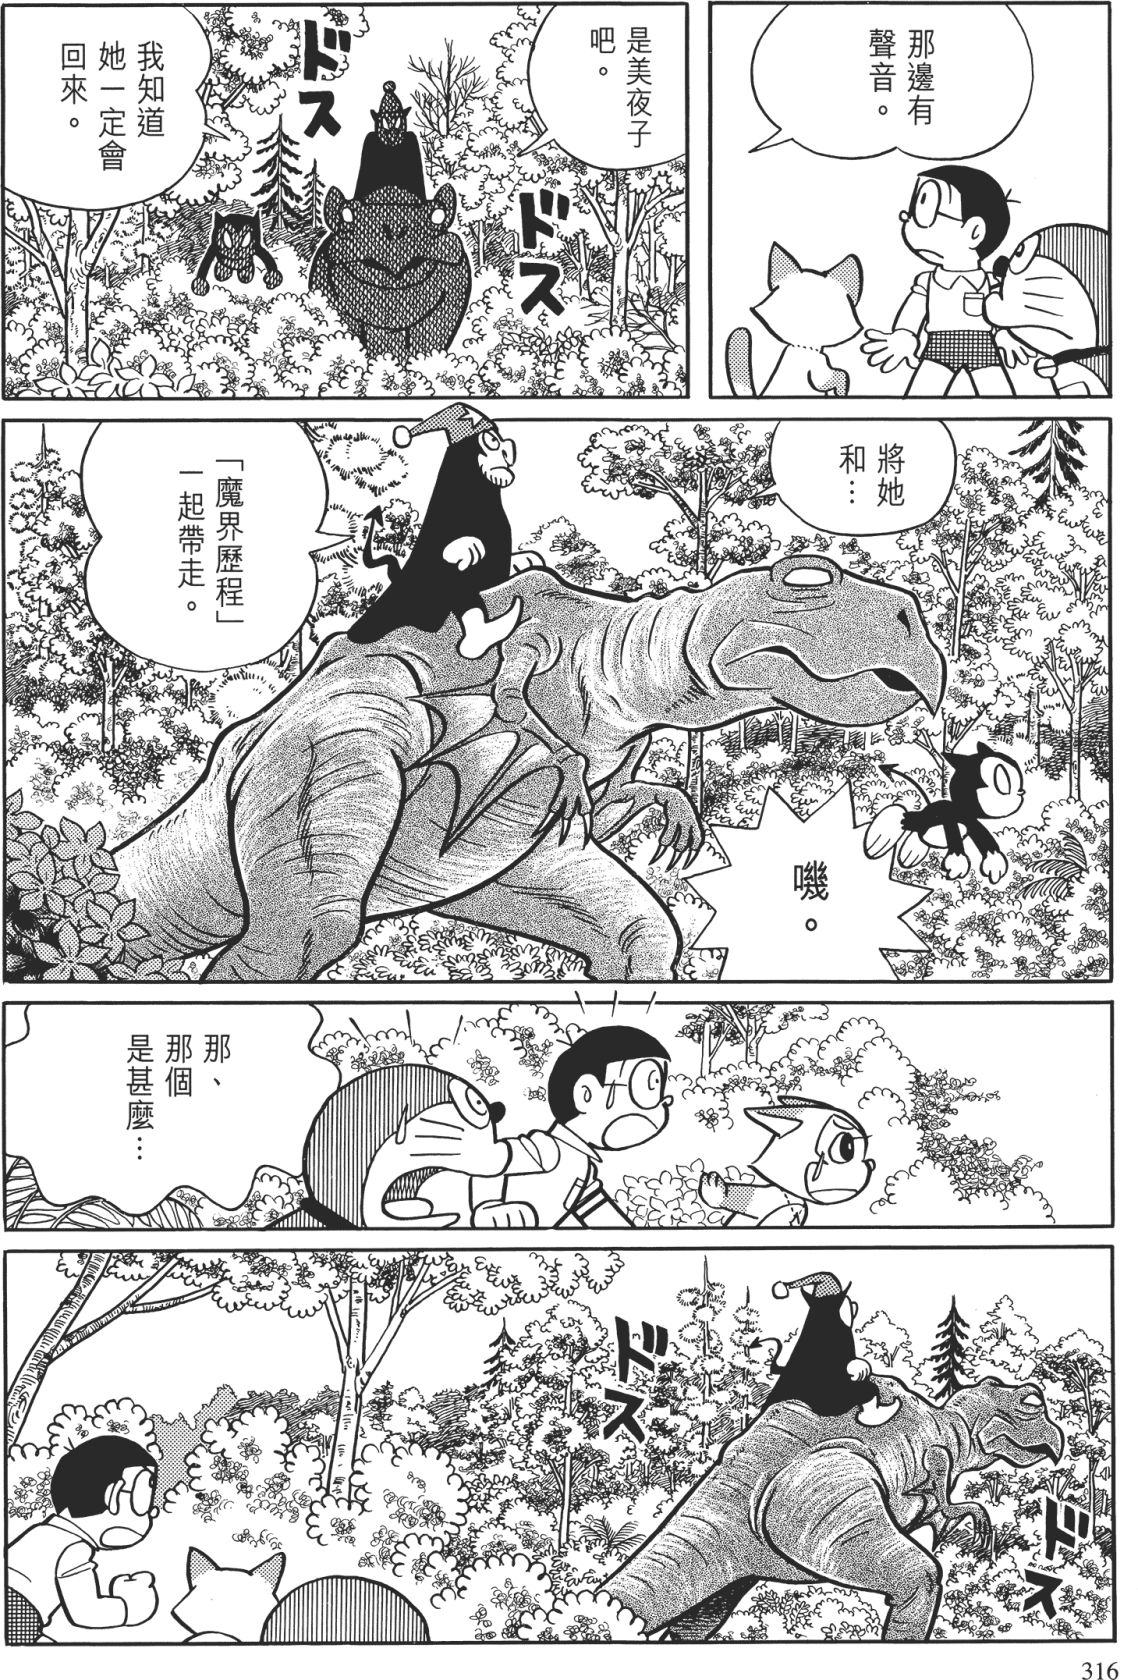 那邊有
聲音。
是美夜子
吧。
ドス
ドス
我知道
她一定會
回來。
將她
和…
「魔界歷程」
一起帶走。
嘰。
那、
那個
是甚麼…
ドス
ドス
316